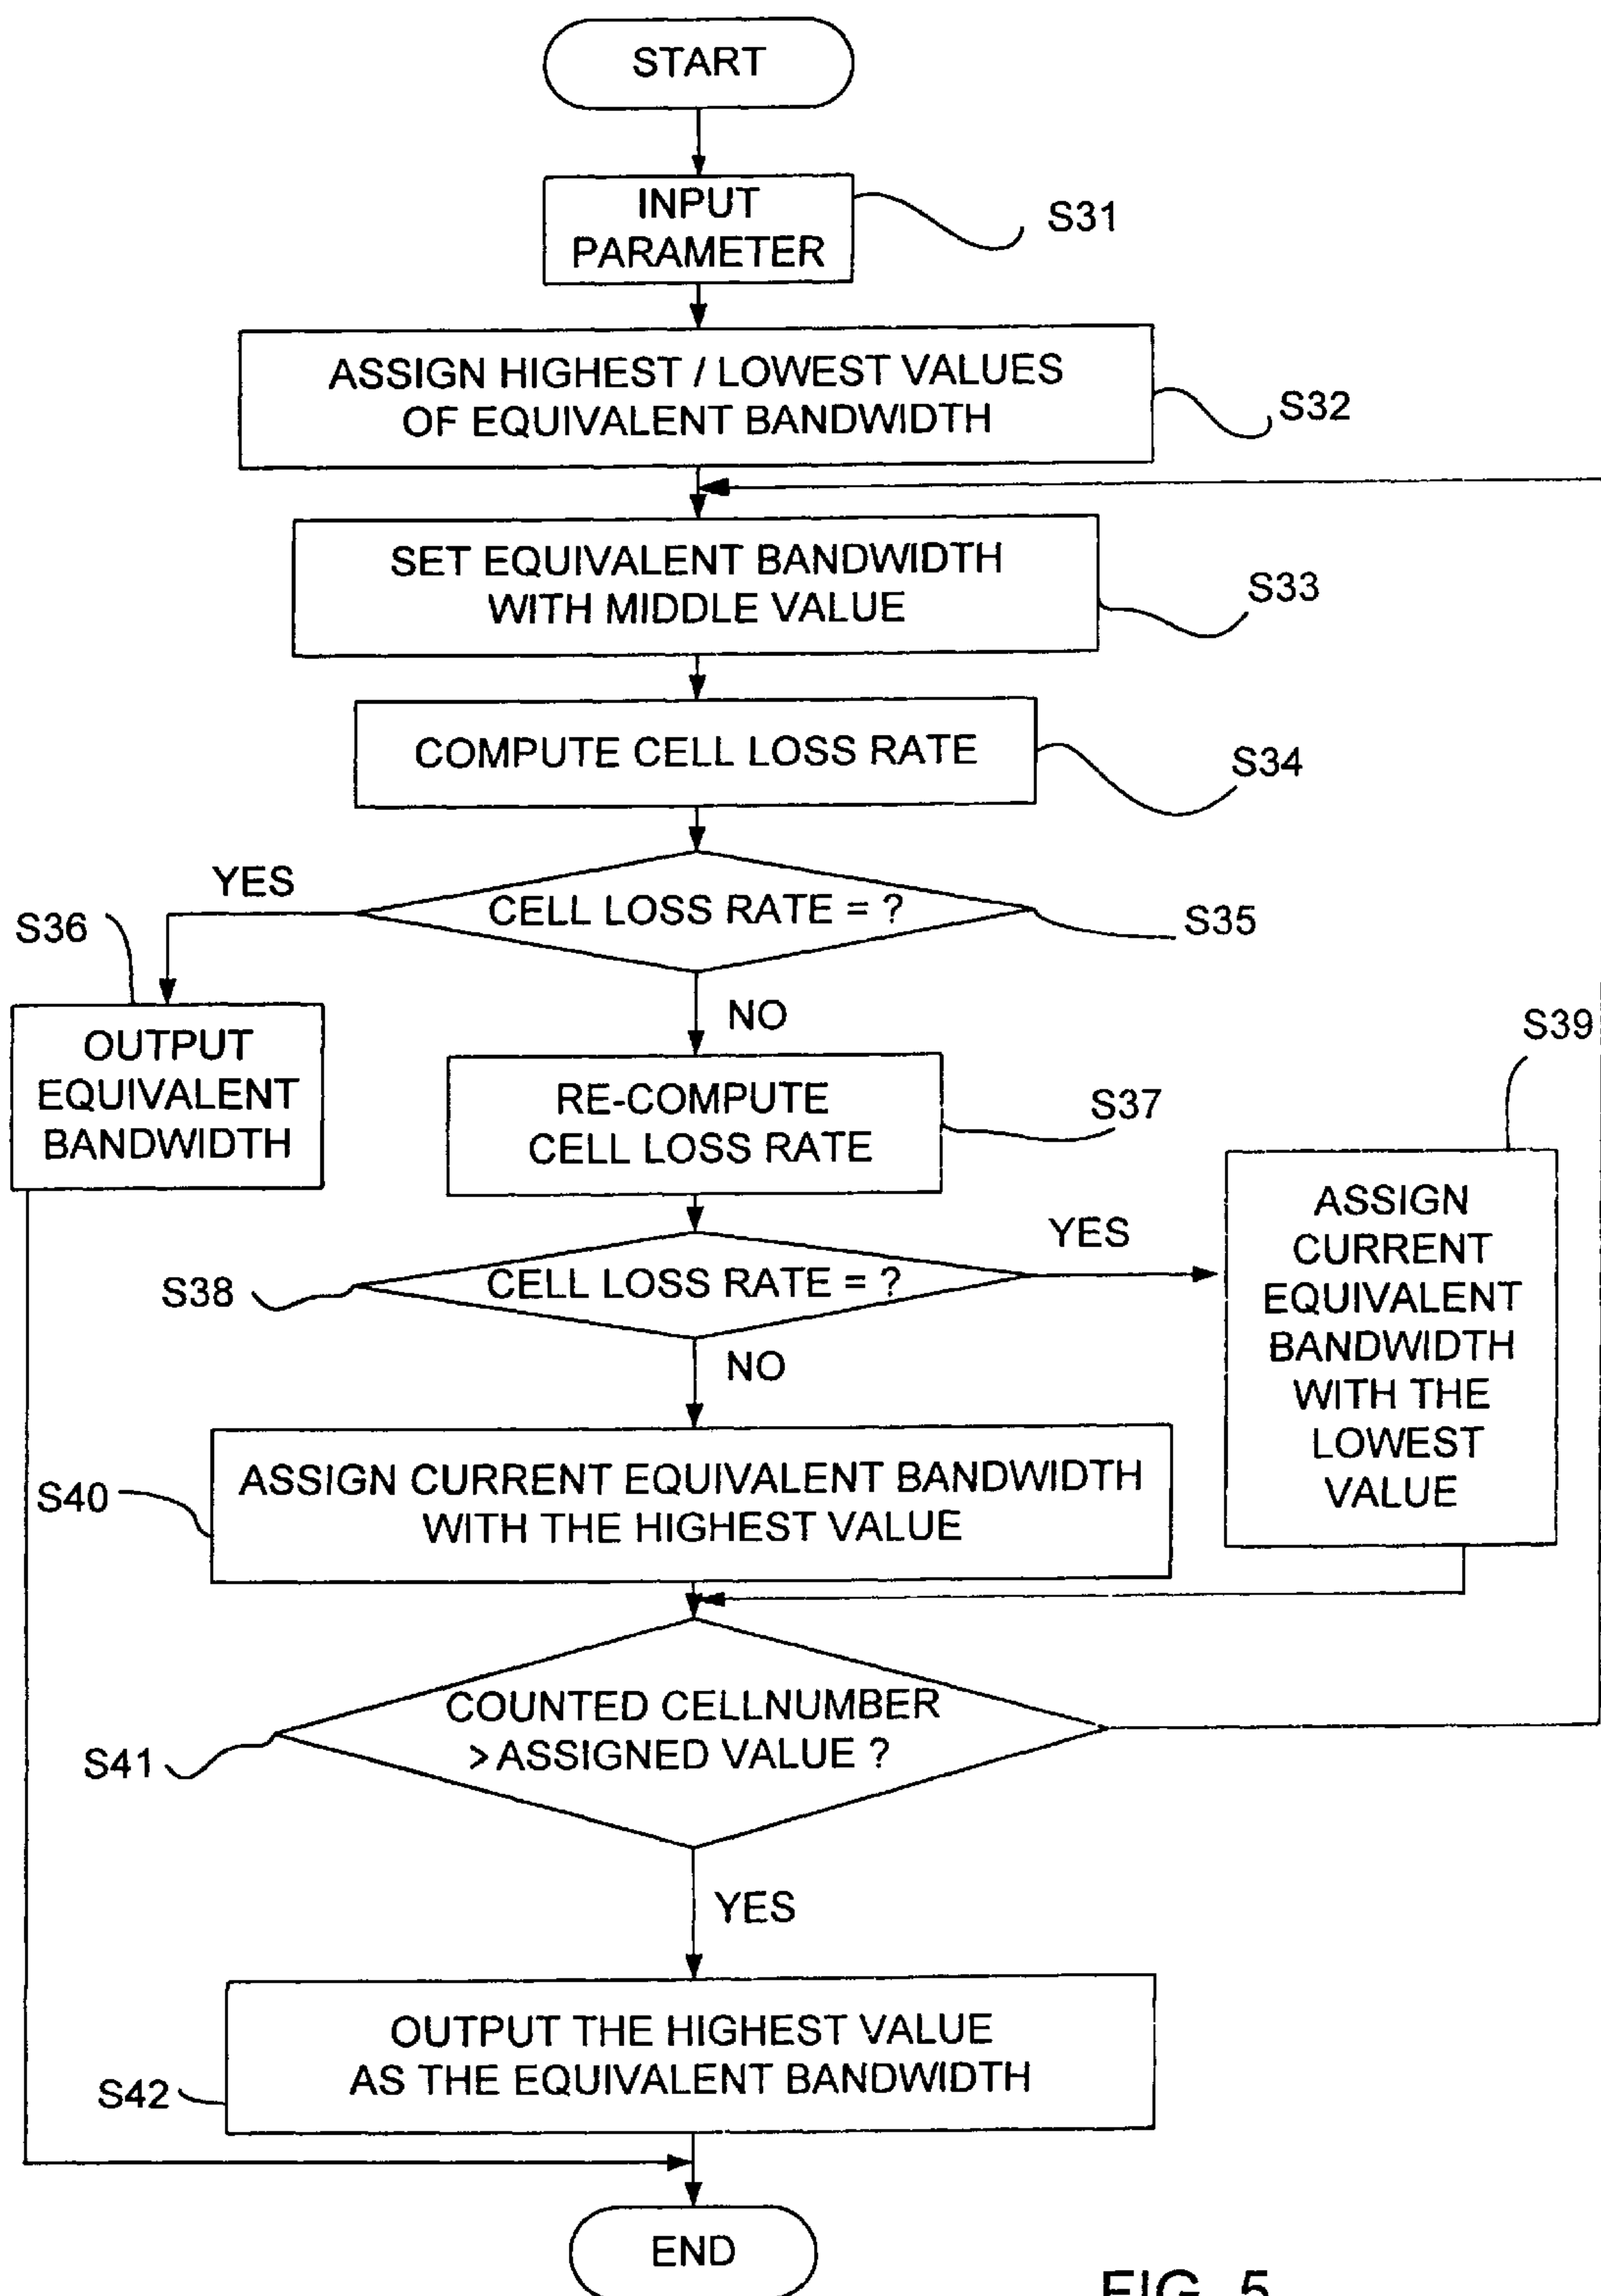 START
INPUT
PARAMETER
S31
ASSIGN HIGHEST / LOWEST VALUES
OF EQUIVALENT BANDWIDTH
S32
SET EQUIVALENT BANDWIDTH
WITH MIDDLE VALUE
S33
COMPUTE CELL LOSS RATE
S34
YES
CELL LOSS RATE = ?
S35
S36
NO
OUTPUT
EQUIVALENT
BANDWIDTH
RE-COMPUTE
CELL LOSS RATE
S37
S39
YES
S38
CELL LOSS RATE = ?
ASSIGN
CURRENT
EQUIVALENT
BANDWIDTH
WITH THE
LOWEST
VALUE
NO
S40
ASSIGN CURRENT EQUIVALENT BANDWIDTH
WITH THE HIGHEST VALUE
COUNTED CELLNUMBER
> ASSIGNED VALUE ?
S41
YES
OUTPUT THE HIGHEST VALUE
AS THE EQUIVALENT BANDWIDTH
S42
END
FIG. 5